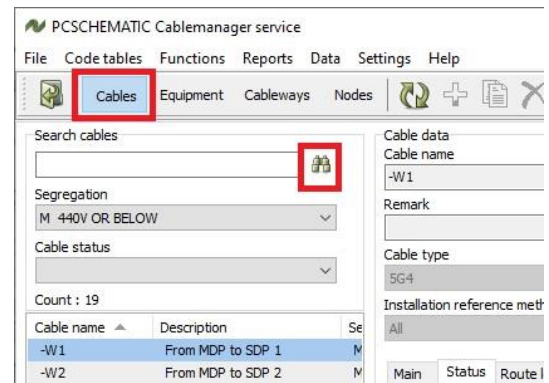 PCSCHEMATIC Cablemanager service
File Code tables Functions Reports Data Settings Help
Cables Equipment Cableways Nodes
Search cables
Segregation
M 440V OR BELOW
Cable status
Count : 19
Cable name Description Se
-W1 From MDP to SDP 1 M
-W2 From MDP to SDP 2 M
Cable data
Cable name
-W1
Remark
Cable type
5G4
Installation reference meth
All
Main Status Route l